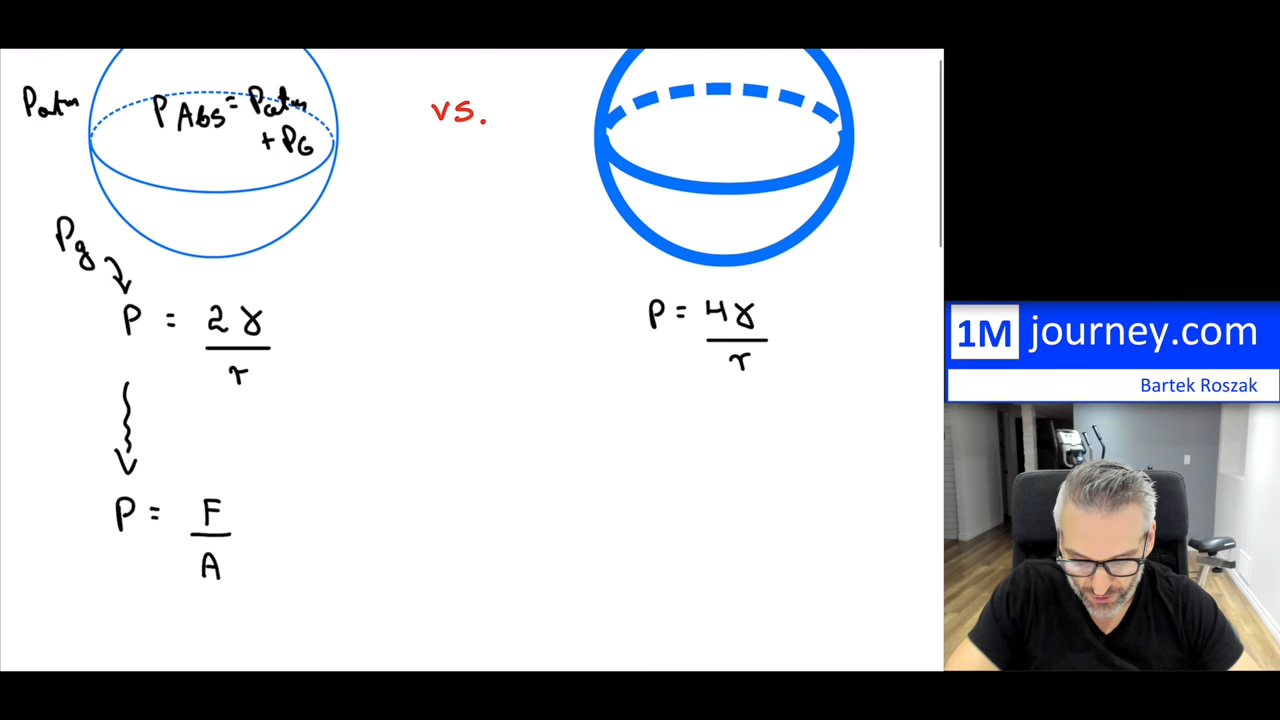 Patm
P Abs = Patm
+ PG
vs.
Pg
P = 2γ
r
P = 4γ
r
P = F
A
1M journey.com
Bartek Roszak